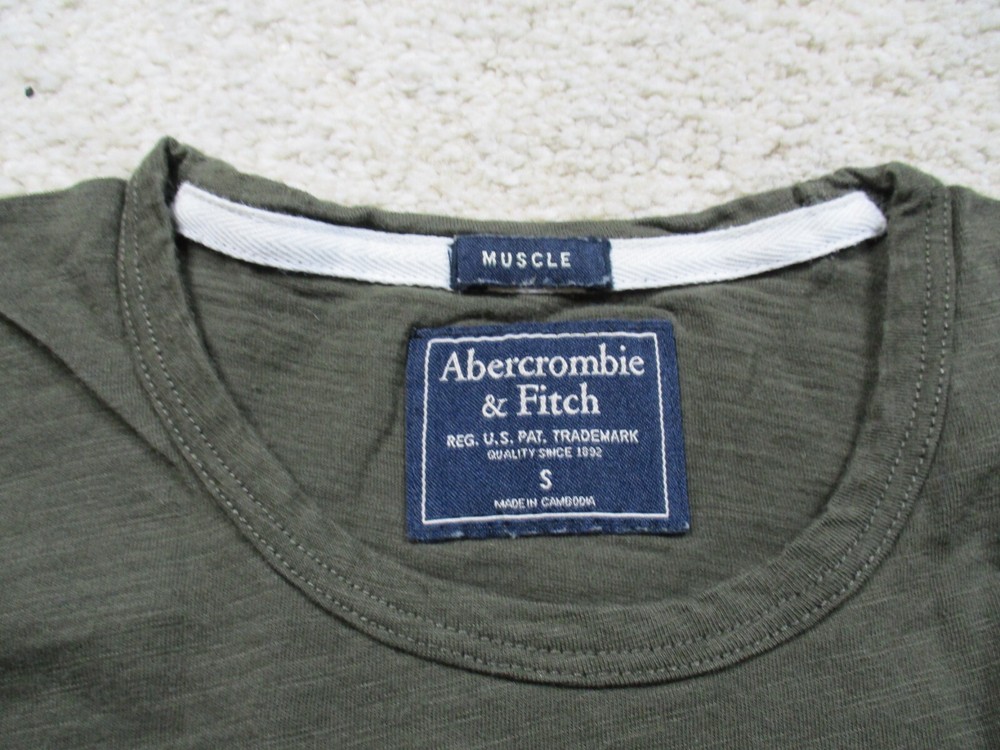 MUSCLE
Abercrombie
& Fitch
REG. U.S. PAT. TRADEMARK
QUALITY SINCE 1892
S
MADE IN CAMBODIA